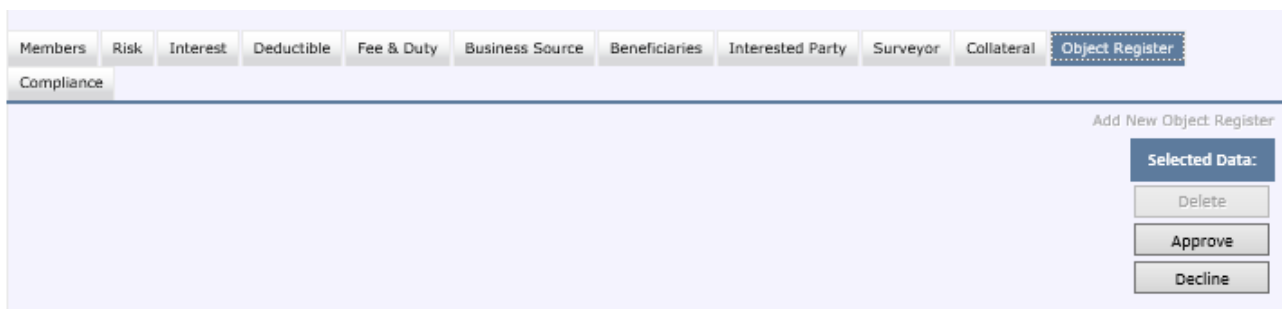 Members Risk Interest Deductible Fee & Duty Business Source Beneficiaries Interested Party Surveyor Collateral Object Register
Compliance
Add New Object Register
Selected Data:
Delete
Approve
Decline